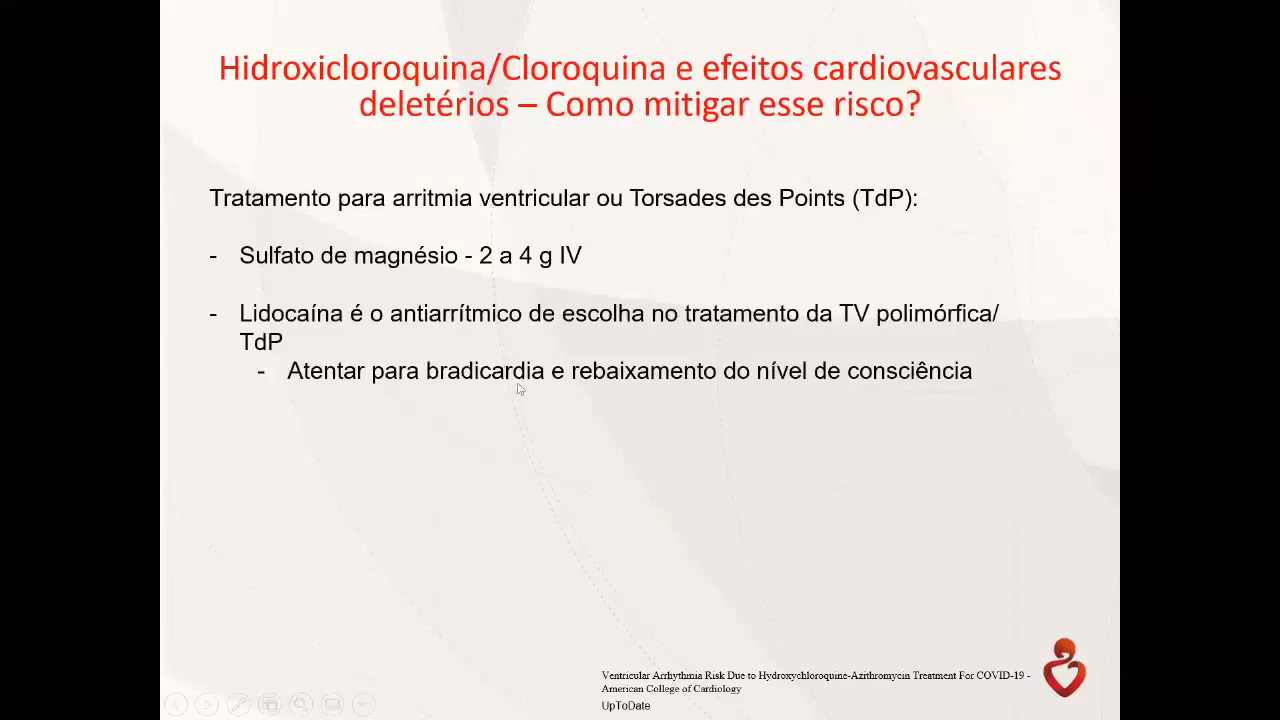 Hidroxicloroquina/Cloroquina e efeitos cardiovasculares
deletérios – Como mitigar esse risco?
Tratamento para arritmia ventricular ou Torsades des Points (TdP):
- Sulfato de magnésio - 2 a 4 g IV
- Lidocaína é o antiarrítmico de escolha no tratamento da TV polimórfica/
TdP
- Atentar para bradicardia e rebaixamento do nível de consciência
Ventricular Arrhythmia Risk Due to Hydroxychloroquine-Azithromycin Treatment For COVID-19 -
American College of Cardiology
UpToDate